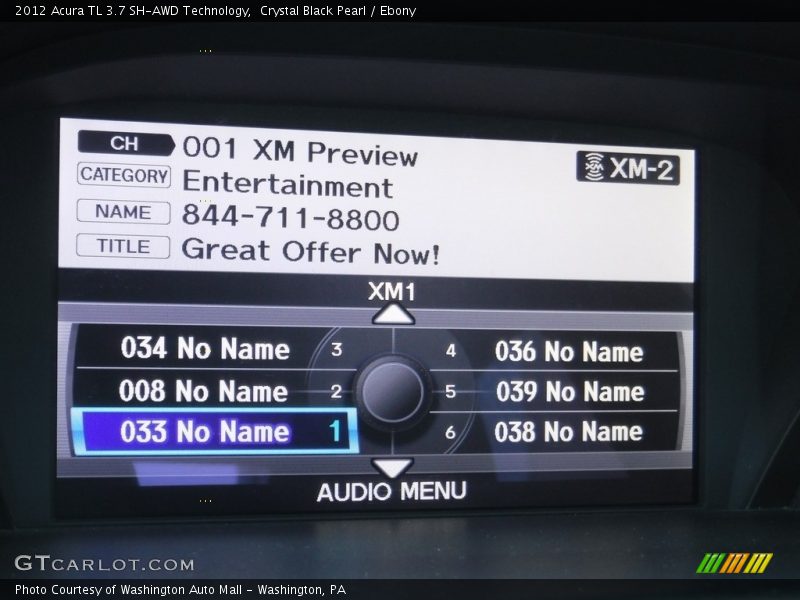 2012 Acura TL 3.7 SH-AWD Technology, Crystal Black Pearl / Ebony
CH 001 XM Preview
XM-2
CATEGORY Entertainment
NAME 844-711-8800
TITLE Great Offer Now!
XM1
034 No Name 3 4 036 No Name
008 No Name 2 5 039 No Name
033 No Name 1 6 038 No Name
AUDIO MENU
GTCARLOT.COM
Photo Courtesy of Washington Auto Mall - Washington, PA